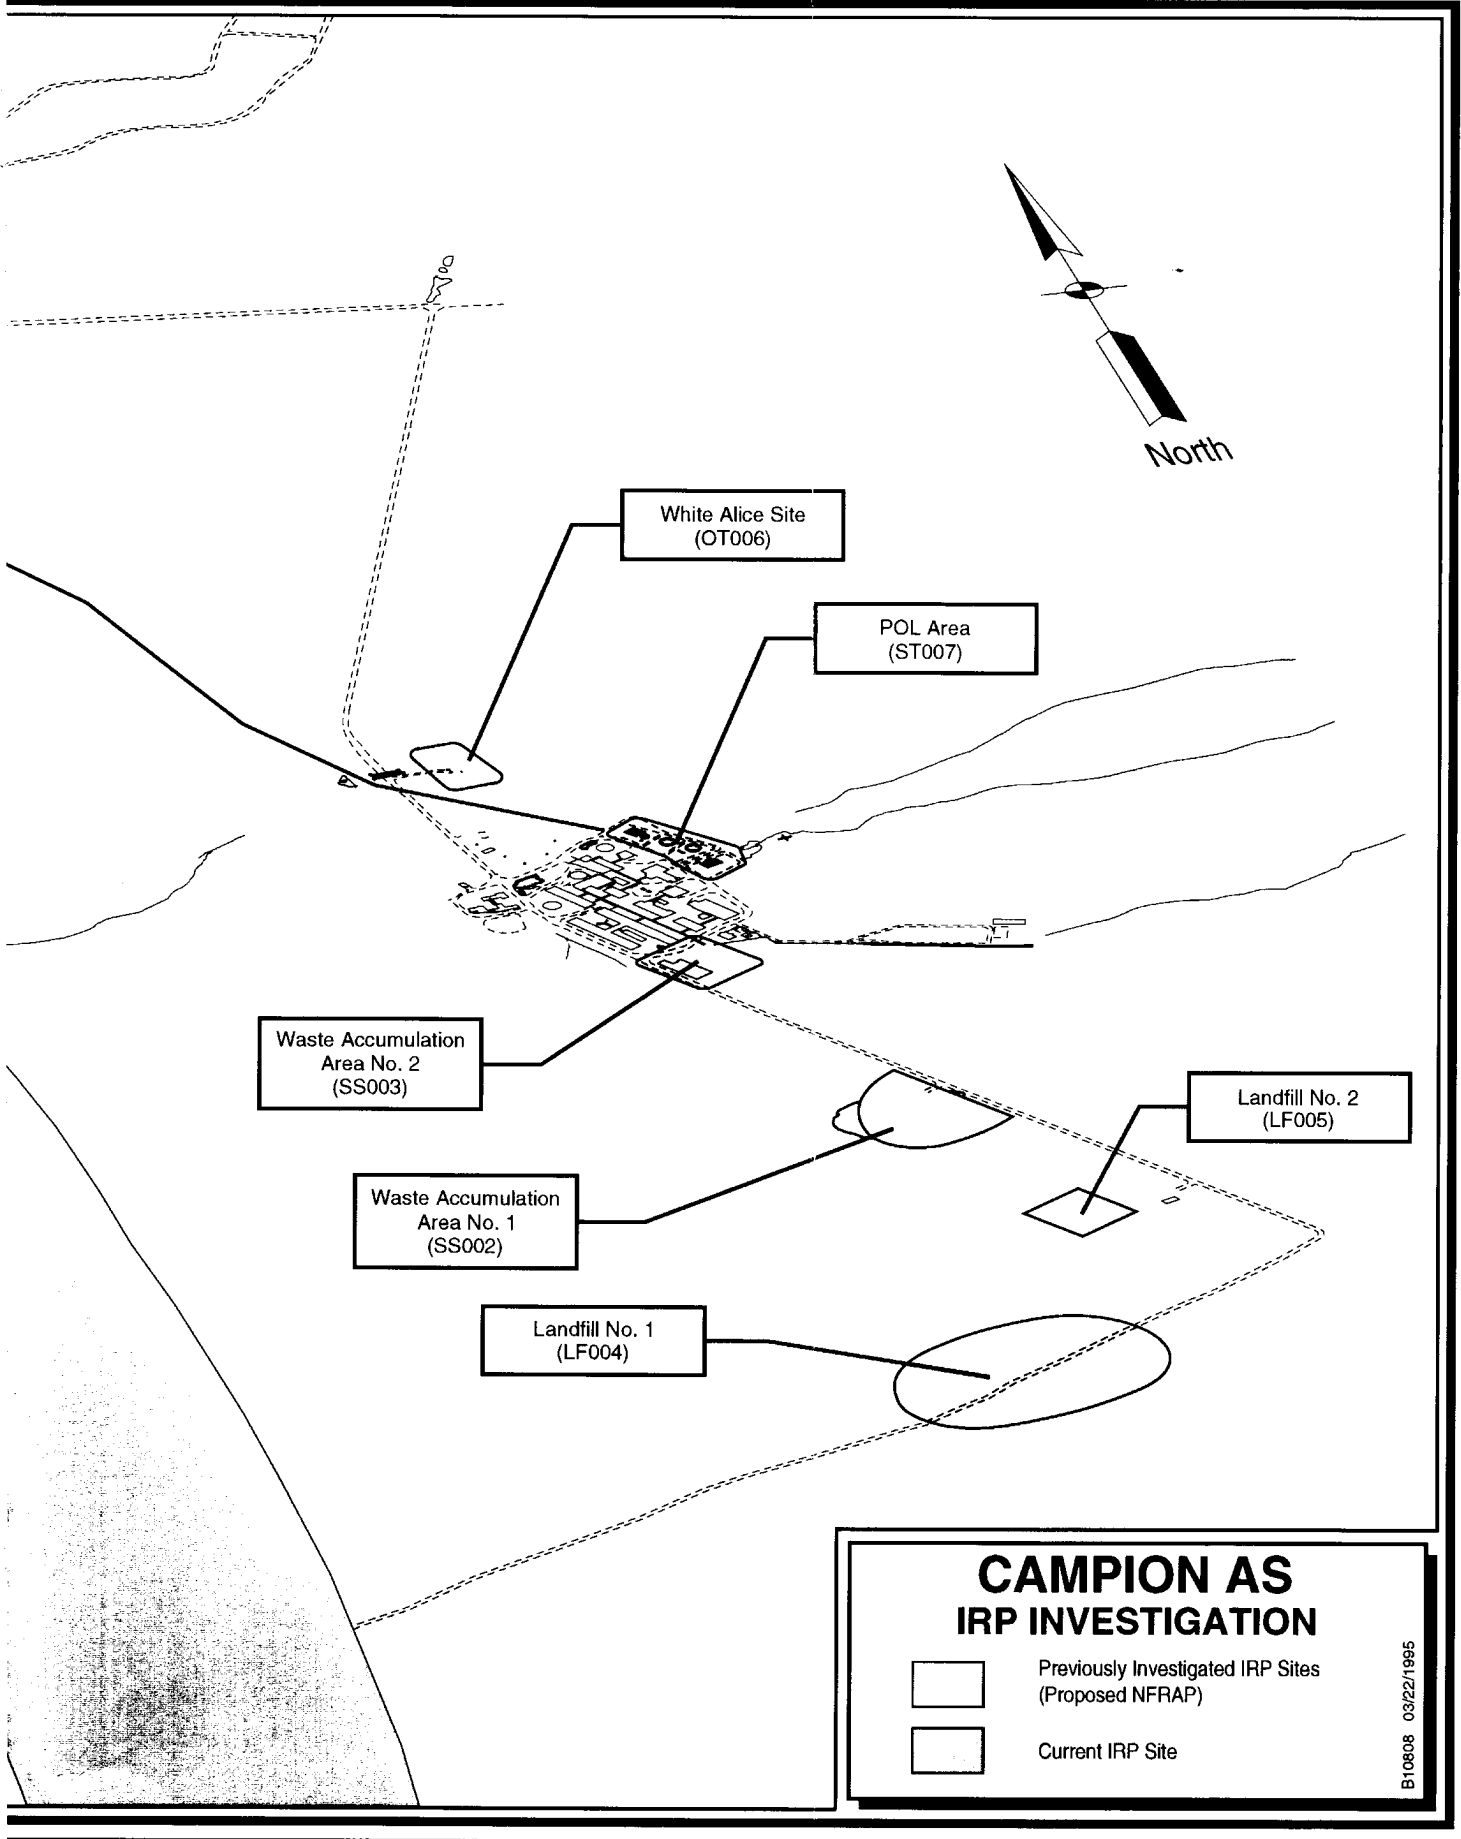 North
White Alice Site
(OT006)
POL Area
(ST007)
Waste Accumulation
Area No. 2
(SS003)
Landfill No. 2
(LF005)
Waste Accumulation
Area No. 1
(SS002)
Landfill No. 1
(LF004)
CAMPION AS
IRP INVESTIGATION
Previously Investigated IRP Sites
(Proposed NFRAP)
Current IRP Site
B10808 03/22/1995